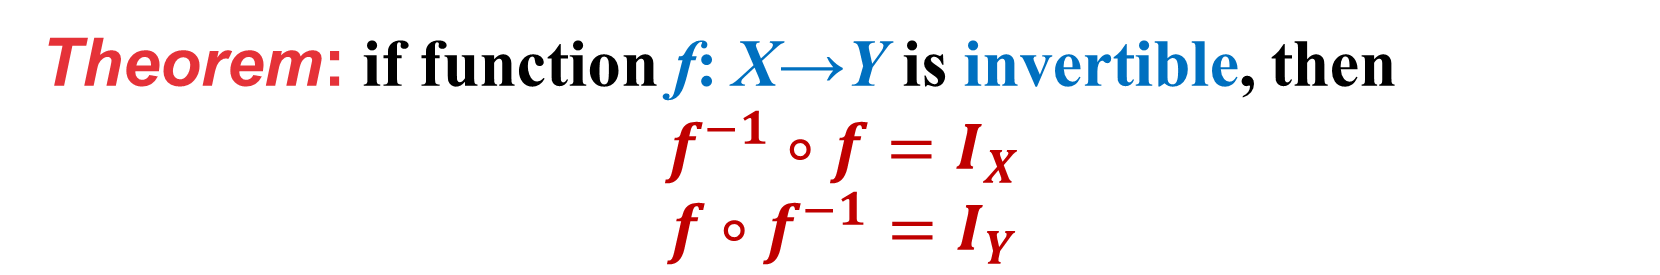 Theorem: if function f: X→Y is invertible, then
f⁻¹ ∘ f = I_X
f ∘ f⁻¹ = I_Y